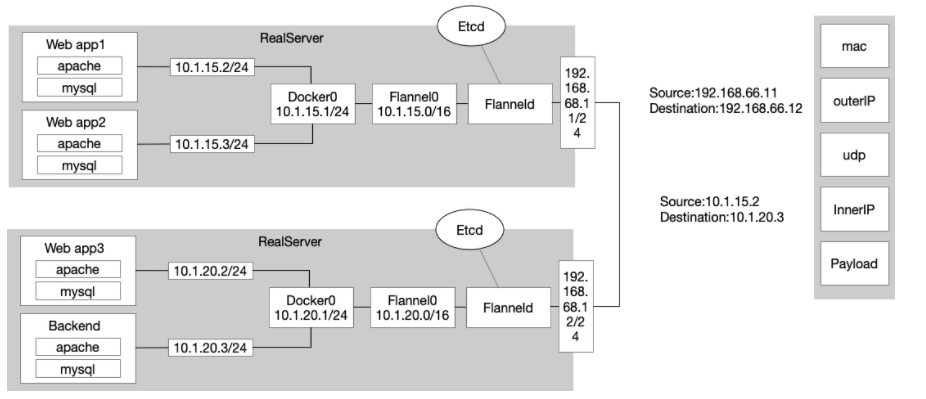 Etcd
RealServer
Web app1
apache
mysql
10.1.15.2/24
Web app2
apache
mysql
10.1.15.3/24
Docker0
10.1.15.1/24
Flannel0
10.1.15.0/16
Flanneld
192.
168.
68.1
1/2
4
Source:192.168.66.11
Destination:192.168.66.12
Source:10.1.15.2
Destination:10.1.20.3
mac
outerIP
udp
InnerIP
Payload
Etcd
RealServer
Web app3
apache
mysql
10.1.20.2/24
Backend
apache
mysql
10.1.20.3/24
Docker0
10.1.20.1/24
Flannel0
10.1.20.0/16
Flanneld
192.
168.
68.1
2/2
4